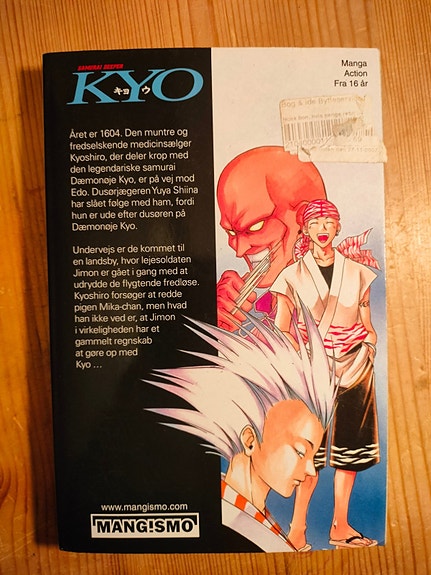 SAMURAI DEEPER
KYO
キョウ
Manga
Action
Fra 16 år
Året er 1604. Den muntre og
fredselskende medicinsælger
Kyoshiro, der deler krop med
den legendariske samurai
Dæmonøje Kyo, er på vej mod
Edo. Dusørjægeren Yuya Shiina
har slået følge med ham, fordi
hun er ude efter dusøren på
Dæmonøje Kyo.
Undervejs er de kommet til
en landsby, hvor lejesoldaten
Jimon er gået i gang med at
udrydde de flygtende fredløse.
Kyoshiro forsøger at redde
pigen Mika-chan, men hvad
han ikke ved er, at Jimon
i virkeligheden har et
gammelt regnskab
at gøre op med
Kyo ...
www.mangismo.com
MANG!SMO